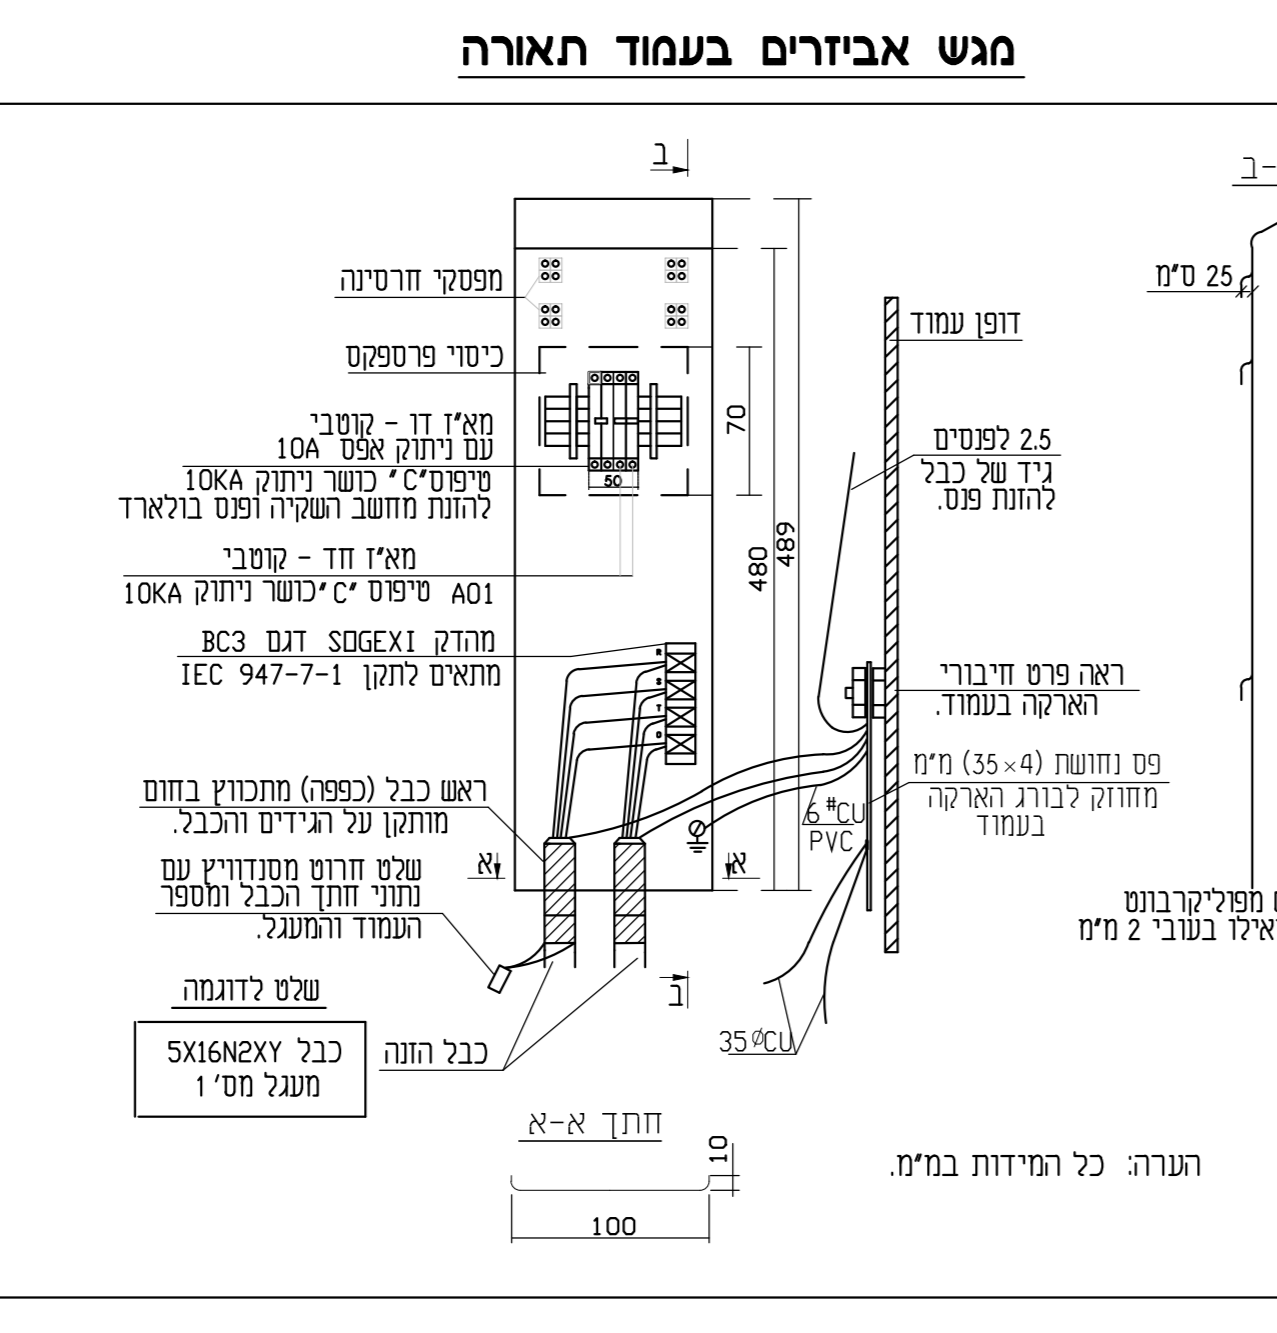 מגש אביזרים בעמוד תאורה
ב
ב-
25 ס"מ
מפסקי חרסינה
דופן עמוד
כיסוי פרספקס
מא"ז דו - קוטבי
עם ניתוק אפס 10A
טיפוס"C" כושר ניתוק 10KA
להזנת מחשב השקיה ופנס בולארד
70
50
2.5 לפנסים
גיד של כבל
להזנת פנס.
480
489
מא"ז חד - קוטבי
A01 טיפוס "C"כושר ניתוק 10KA
מהדק SOGEXI דגם BC3
מתאים לתקן IEC 947-7-1
R
S
T
0
ראה פרט חיבורי
הארקה בעמוד.
פס נחושת (35×4) מ"מ
מחוזק לבורג הארקה
בעמוד
6 #CU
PVC
ראש כבל (כפפה) מתכווץ בחום
מותקן על הגידים והכבל.
א
א
שלט חרוט מסנדוויץ עם
נתוני חתך הכבל ומספר
העמוד והמעגל.
מפוליקרבונט
בעובי 2 מ"מ
ב
שלט לדוגמה
כבל 5X16N2XY
מעגל מס' 1
כבל הזנה
35 ØCU
חתך א-א
10
100
הערה: כל המידות במ"מ.